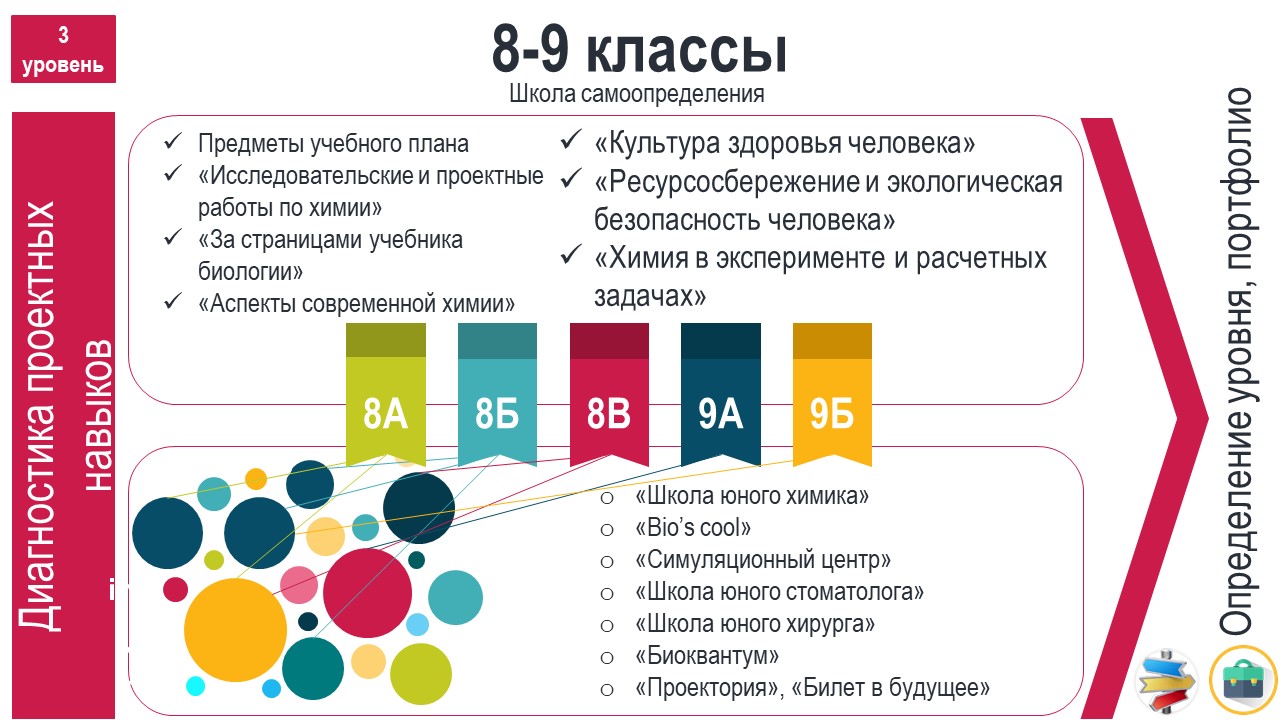 3
уровень
8-9 классы
Школа самоопределения
Диагностика проектных
навыков
Предметы учебного плана
«Исследовательские и проектные
работы по химии»
«За страницами учебника
биологии»
«Аспекты современной химии»
«Культура здоровья человека»
«Ресурсосбережение и экологическая
безопасность человека»
«Химия в эксперименте и расчетных
задачах»
8А
8Б
8В
9А
9Б
«Школа юного химика»
«Bio’s cool»
«Симуляционный центр»
«Школа юного стоматолога»
«Школа юного хирурга»
«Биоквантум»
«Проектория», «Билет в будущее»
Определение уровня, портфолио